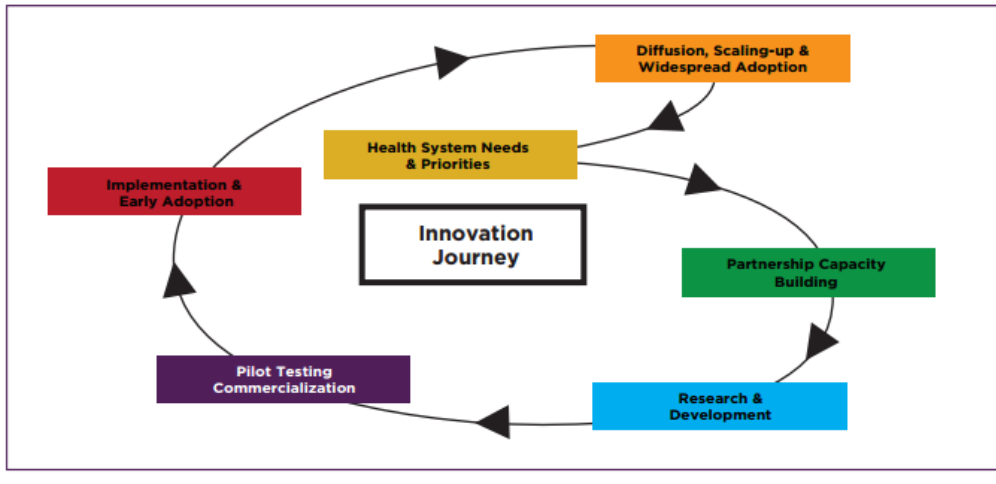 Diffusion, Scaling-up &
Widespread Adoption
Health System Needs
& Priorities
Implementation &
Early Adoption
Innovation
Journey
Partnership Capacity
Building
Pilot Testing
Commercialization
Research &
Development